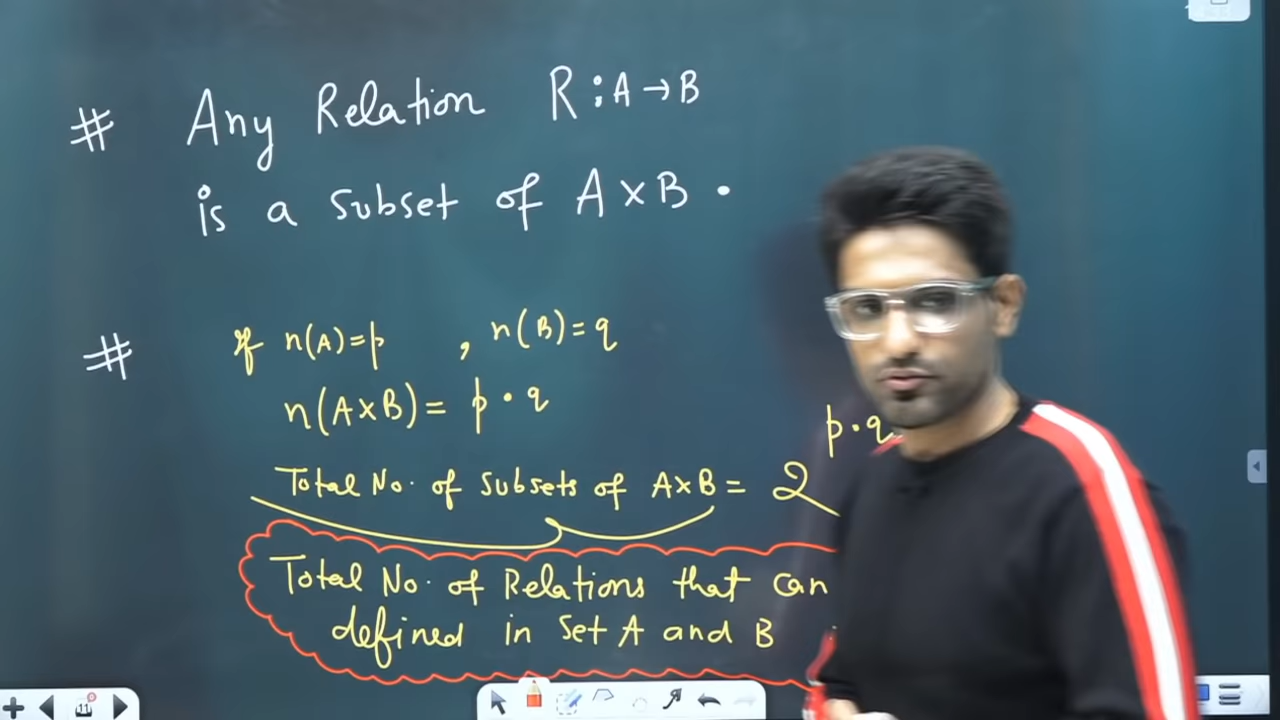 # Any Relation R : A → B
is a subset of A × B .
# if n(A) = p , n(B) = q
n(A×B) = p · q
Total No. of subsets of A×B = 2^{p·q}
Total No. of Relations that can
defined in Set A and B
11